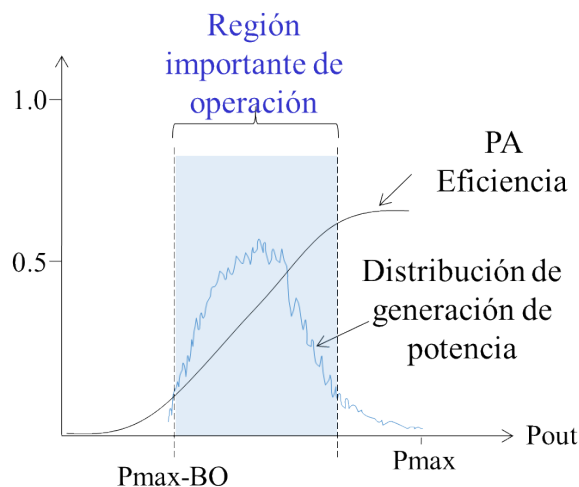 Región
importante de
operación
1.0
PA
Eficiencia
0.5
Distribución de
generación de
potencia
Pout
Pmax-BO
Pmax